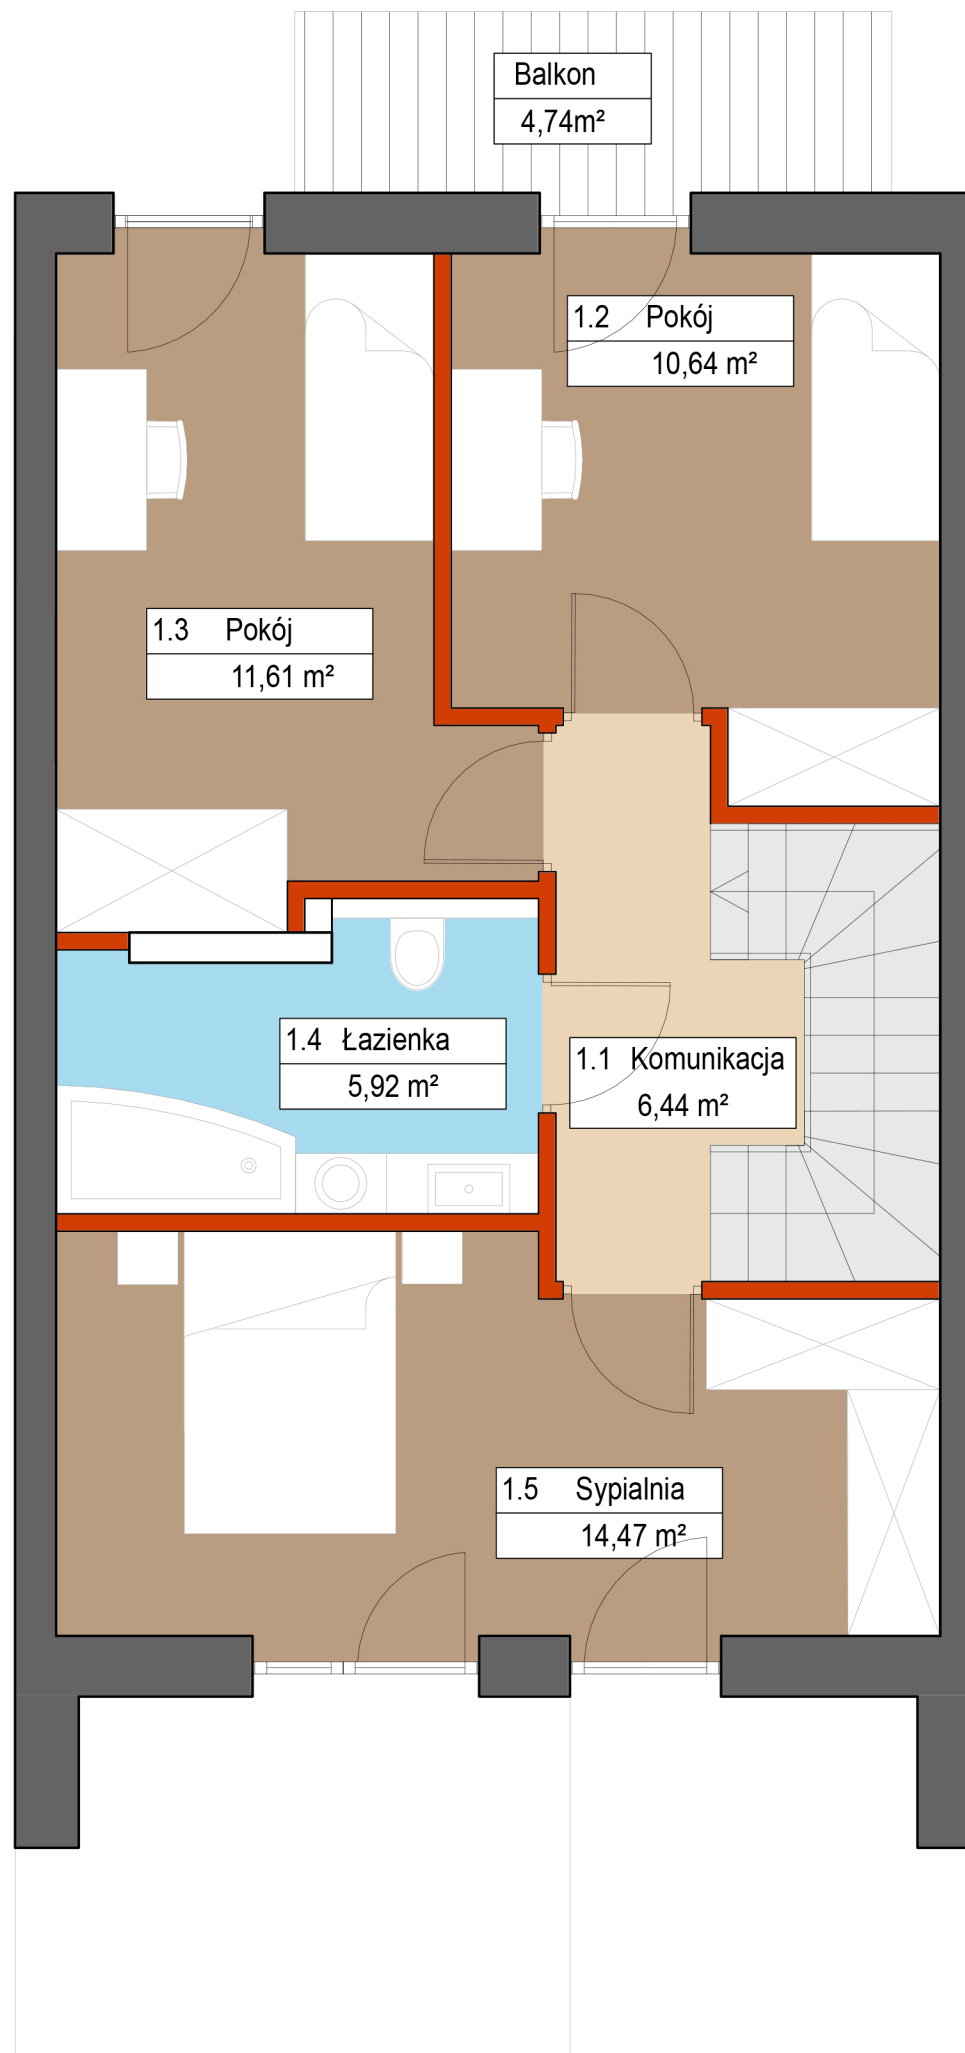 Balkon
4,74m²
1.2 Pokój
10,64 m²
1.3 Pokój
11,61 m²
1.4 Łazienka
5,92 m²
1.1 Komunikacja
6,44 m²
1.5 Sypialnia
14,47 m²